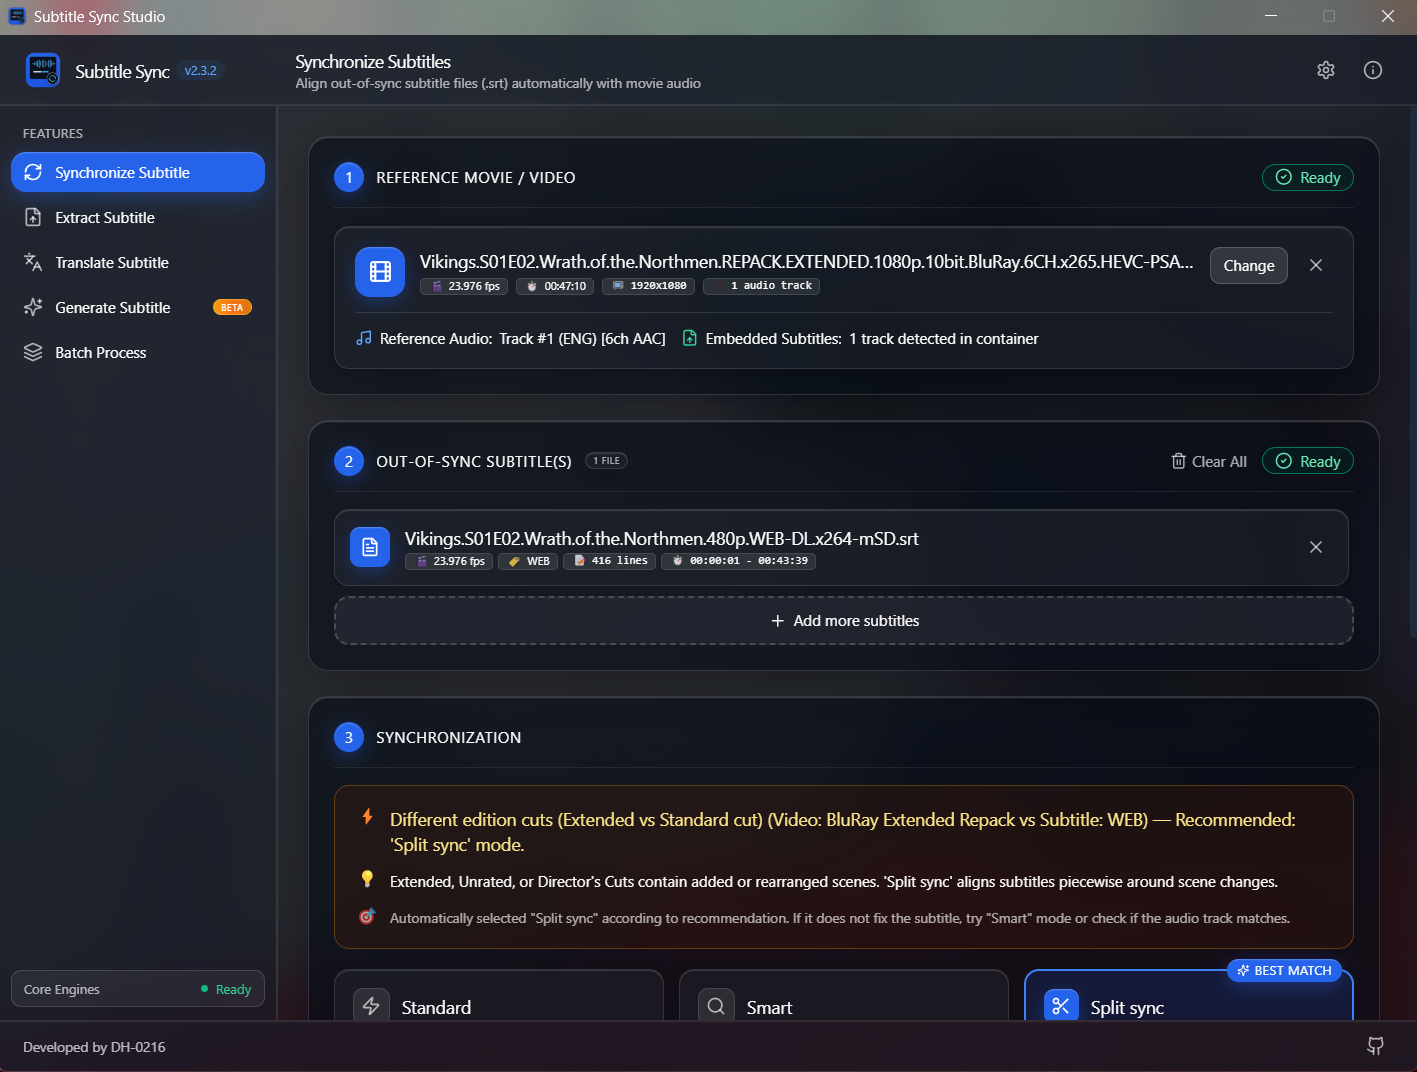 Subtitle Sync Studio
Subtitle Sync v2.3.2
Synchronize Subtitles
Align out-of-sync subtitle files (.srt) automatically with movie audio
FEATURES
Synchronize Subtitle
Extract Subtitle
Translate Subtitle
Generate Subtitle BETA
Batch Process
1 REFERENCE MOVIE / VIDEO Ready
Vikings.S01E02.Wrath.of.the.Northmen.REPACK.EXTENDED.1080p.10bit.BluRay.6CH.x265.HEVC-PSA...
23.976 fps 00:47:10 1920x1080 1 audio track
Change
Reference Audio: Track #1 (ENG) [6ch AAC] Embedded Subtitles: 1 track detected in container
2 OUT-OF-SYNC SUBTITLE(S) 1 FILE Clear All Ready
Vikings.S01E02.Wrath.of.the.Northmen.480p.WEB-DL.x264-mSD.srt
23.976 fps WEB 416 lines 00:00:01 - 00:43:39
+ Add more subtitles
3 SYNCHRONIZATION
Different edition cuts (Extended vs Standard cut) (Video: BluRay Extended Repack vs Subtitle: WEB) — Recommended:
'Split sync' mode.
Extended, Unrated, or Director's Cuts contain added or rearranged scenes. 'Split sync' aligns subtitles piecewise around scene changes.
Automatically selected "Split sync" according to recommendation. If it does not fix the subtitle, try "Smart" mode or check if the audio track matches.
BEST MATCH
Standard Smart Split sync
Core Engines Ready
Developed by DH-0216